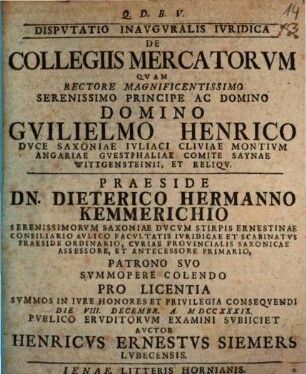 Q. D. B. V.
14
DISPVTATIO INAVGVRALIS IVRIDICA
DE
COLLEGIIS MERCATORVM
QVAM
RECTORE MAGNIFICENTISSIMO
SERENISSIMO PRINCIPE AC DOMINO
DOMINO
GVILIELMO HENRICO
DVCE SAXONIAE IVLIACI CLIVIAE MONTIVM
ANGARIAE GVESTPHALIAE COMITE SAYNAE
WITTGENSTEINII, ET RELIQV.
PRAESIDE
DN. DIETERICO HERMANNO
KEMMERICHIO
SERENISSIMORVM SAXONIAE DVCVM STIRPIS ERNESTINAE
CONSILIARIO AVLICO FACVLTATIS IVRIDICAE ET SCABINATVS
PRAESIDE ORDINARIO, CVRIAE PROVINCIALIS SAXONICAE
ASSESSORE, ET ANTECESSORE PRIMARIO,
PATRONO SVO
SVMMOPERE COLENDO
PRO LICENTIA
SVMMOS IN IVRE HONORES ET PRIVILEGIA CONSEQVENDI
DIE VIII. DECEMBR. A. MDCCXXXIX.
PVBLICO ERVDITORVM EXAMINI SVBIICIET
AVCTOR
HENRICVS ERNESTVS SIEMERS
LVBECENSIS.
IENAE, LITTERIS HORNIANIS.